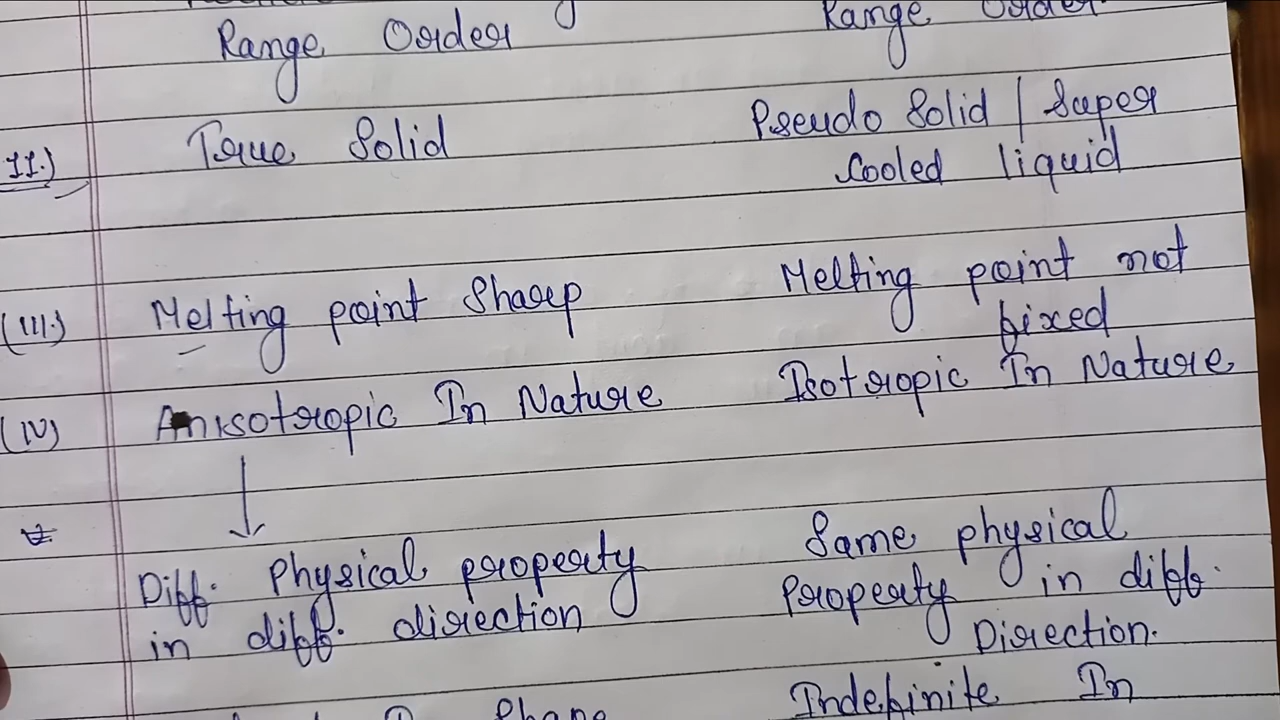 Range Order
Range Order
II.)
True Solid
Pseudo Solid / Super
Cooled liquid
(III.)
Melting point Sharp
Melting point not
fixed
(IV)
Anisotropic In Nature
Isotropic In Nature.
Diff. Physical property
in diff. direction
Same physical
Property in diff.
Direction.
Indefinite In